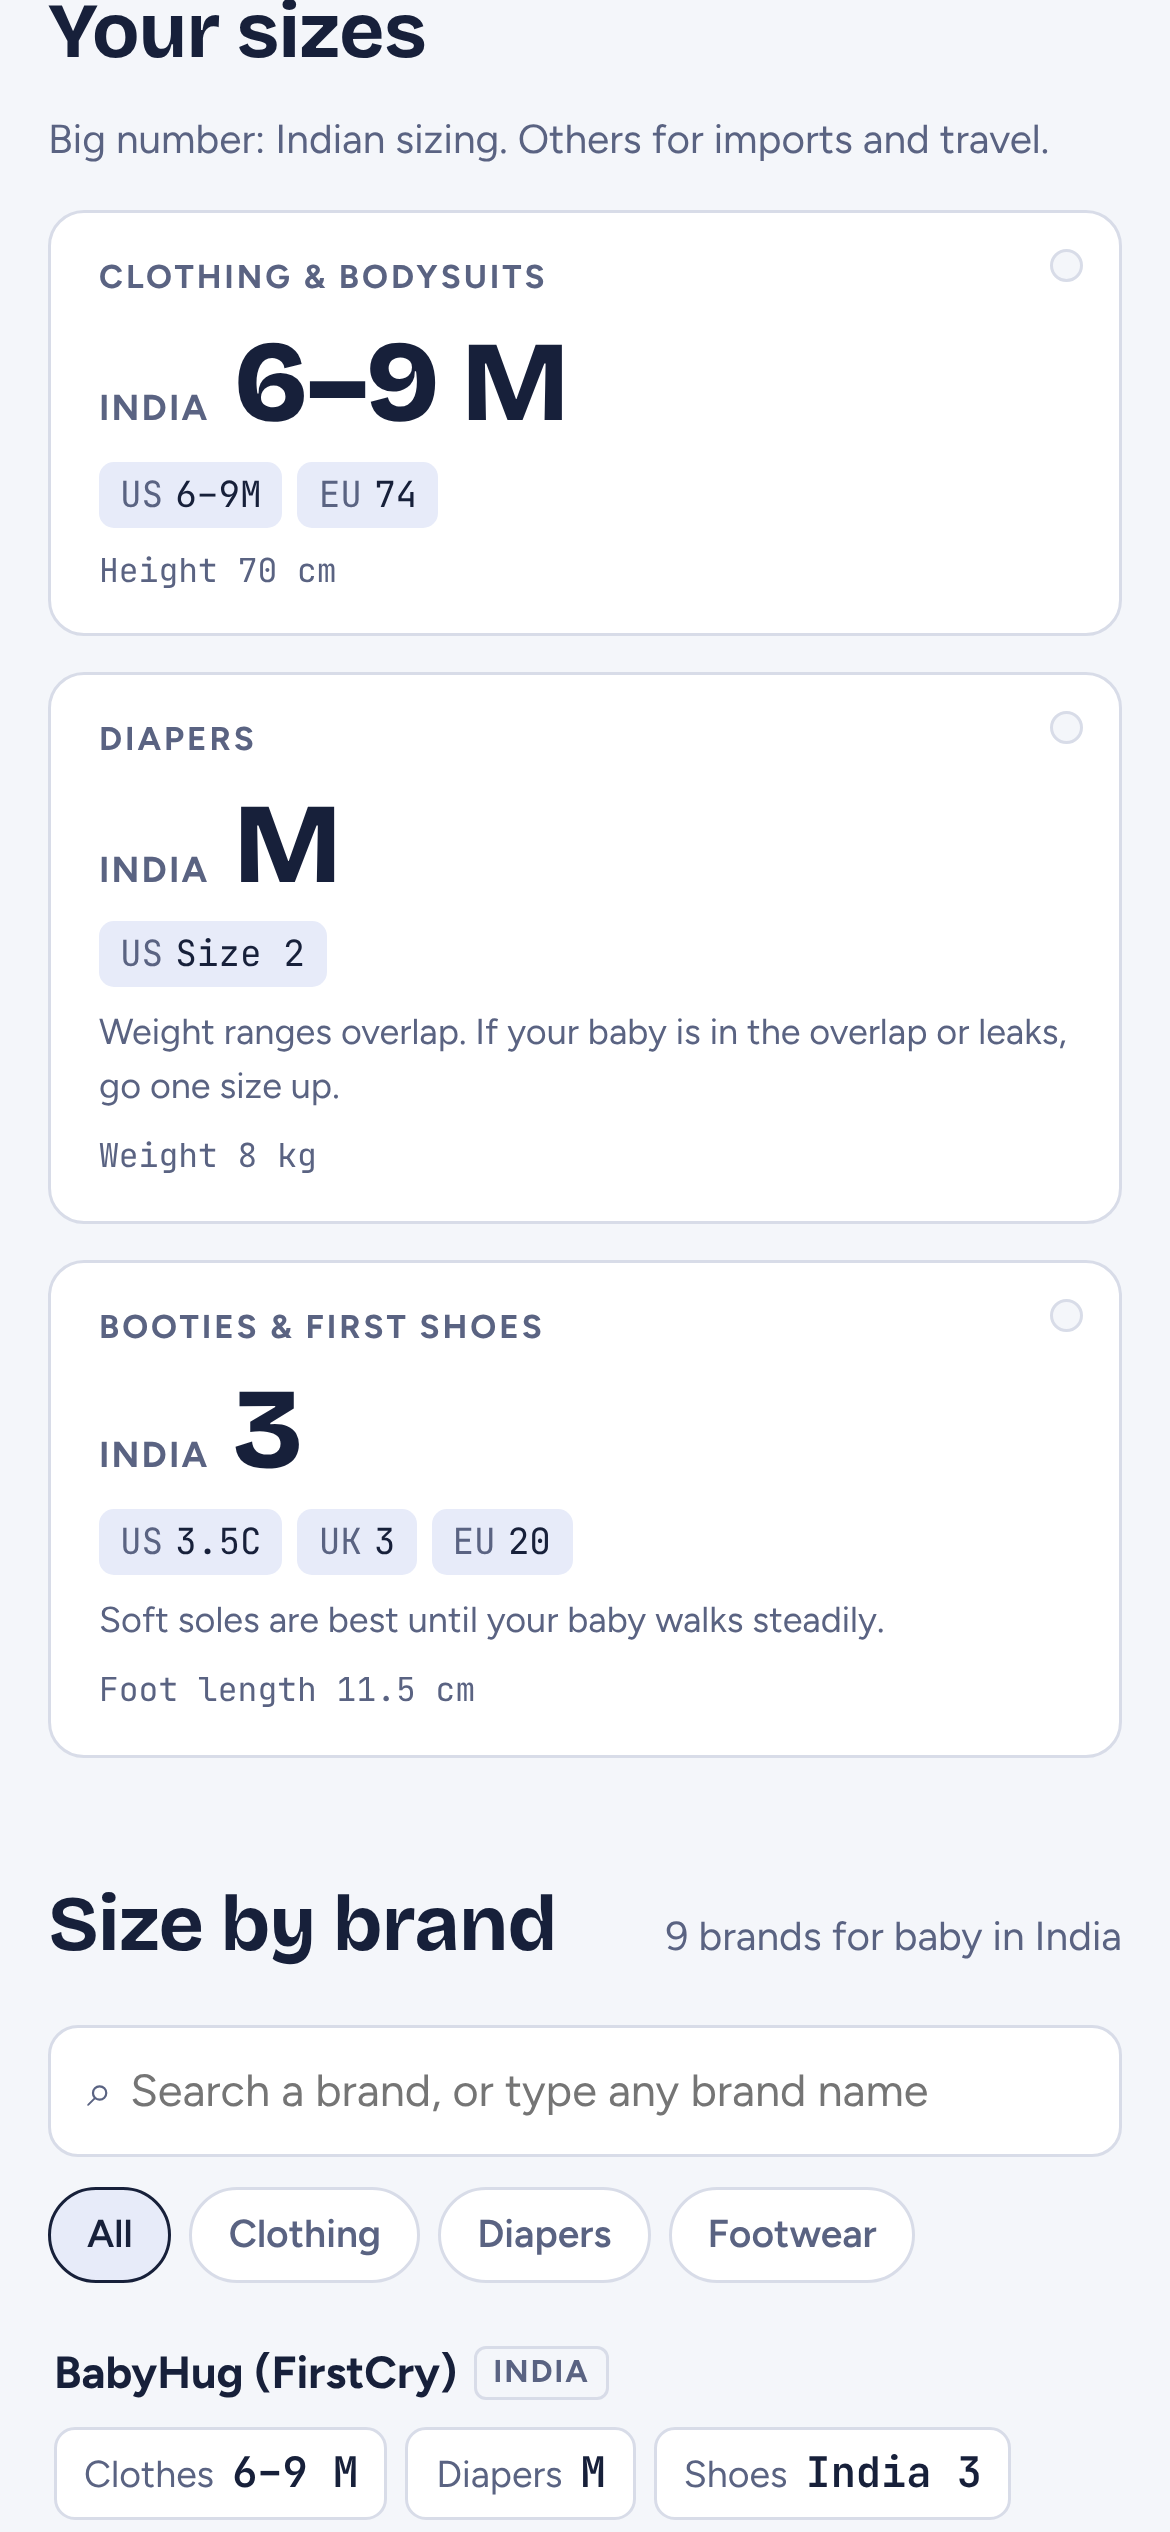 Your sizes
Big number: Indian sizing. Others for imports and travel.
CLOTHING & BODYSUITS
INDIA 6–9 M
US 6–9M EU 74
Height 70 cm
DIAPERS
INDIA M
US Size 2
Weight ranges overlap. If your baby is in the overlap or leaks,
go one size up.
Weight 8 kg
BOOTIES & FIRST SHOES
INDIA 3
US 3.5C UK 3 EU 20
Soft soles are best until your baby walks steadily.
Foot length 11.5 cm
Size by brand 9 brands for baby in India
Search a brand, or type any brand name
All Clothing Diapers Footwear
BabyHug (FirstCry) INDIA
Clothes 6–9 M Diapers M Shoes India 3